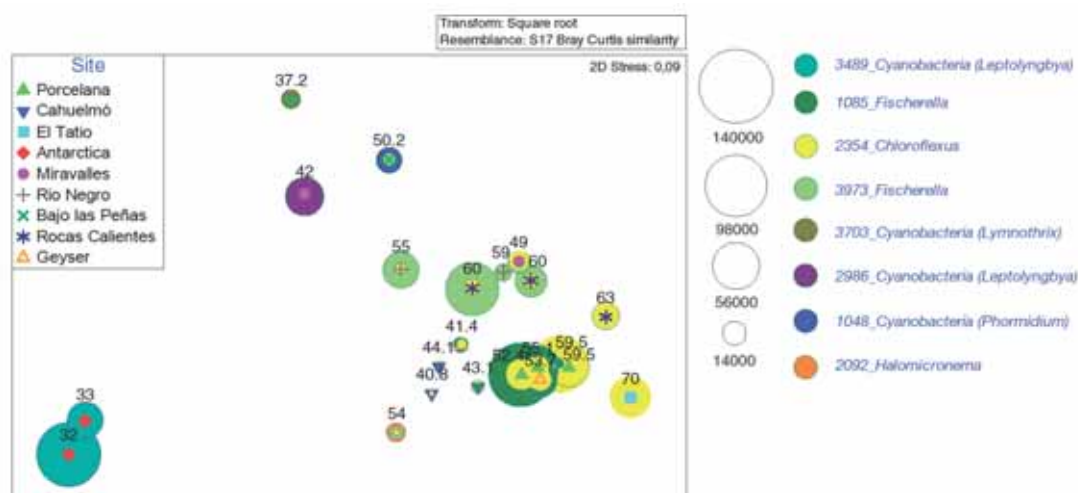 Transform: Square root
Resemblance: S17 Bray Curtis similarity
2D Stress: 0,09
Site
Porcelana
Cahuelmó
El Tatio
Antarctica
Miravalles
Rio Negro
Bajo las Peñas
Rocas Calientes
Geyser
37.2
50.2
42
55
60
59
49
60
63
41.4
44.1
40.8
43.1
59.5
59.5
70
54
33
32
140000
98000
56000
14000
3489_Cyanobacteria (Leptolyngbya)
1085_Fischerella
2354_Chloroflexus
3973_Fischerella
3703_Cyanobacteria (Lymnothrix)
2986_Cyanobacteria (Leptolyngbya)
1048_Cyanobacteria (Phormidium)
2092_Halomicronema